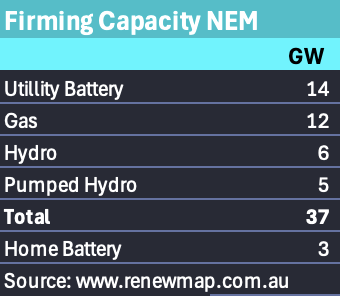 Firming Capacity NEM
GW
Utillity Battery 14
Gas 12
Hydro 6
Pumped Hydro 5
Total 37
Home Battery 3
Source: www.renewmap.com.au